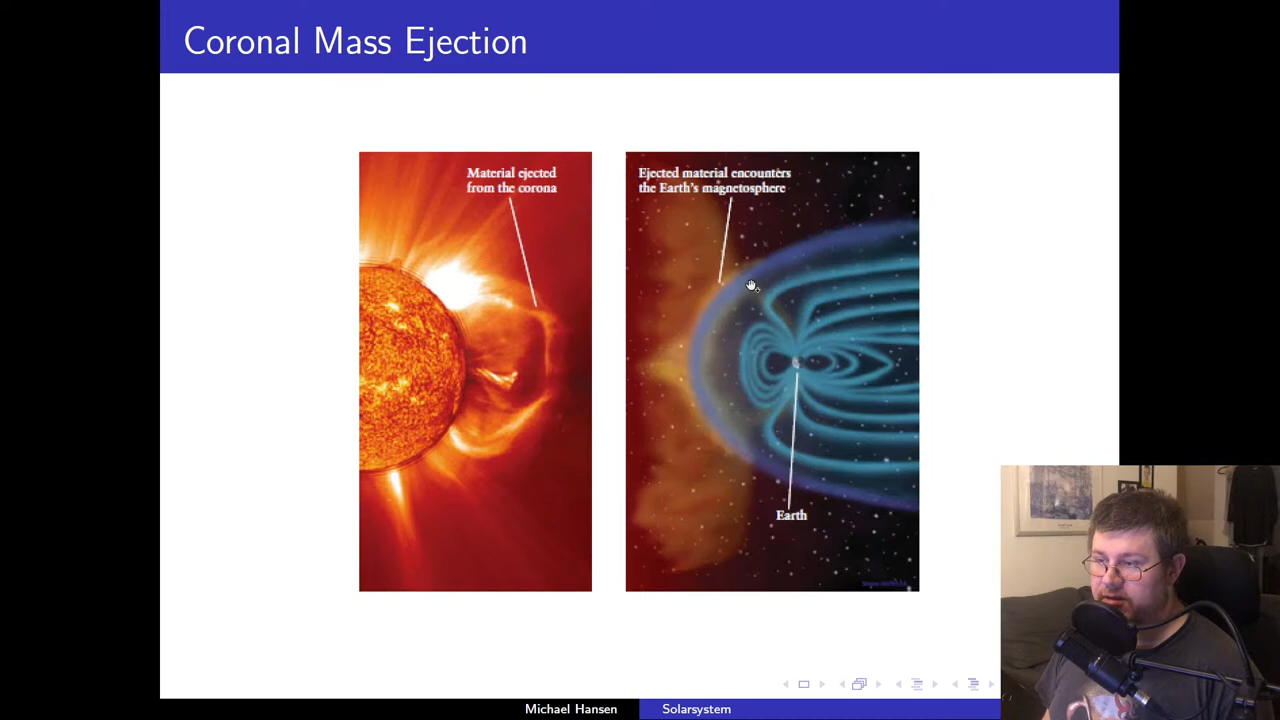 Coronal Mass Ejection
Material ejected
from the corona
Ejected material encounters
the Earth's magnetosphere
Earth
Michael Hansen
Solarsystem